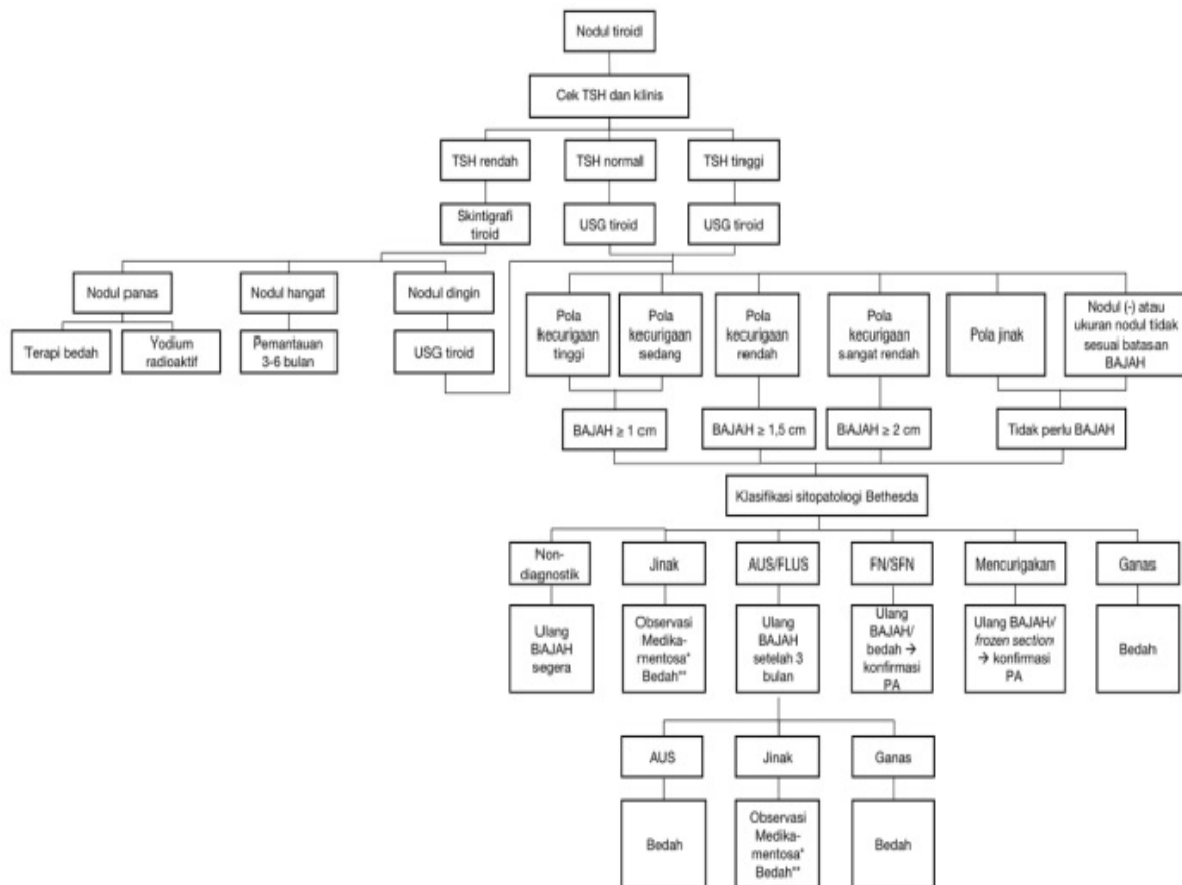 Nodul tiroidl
Cek TSH dan kilinis
TSH rendah
TSH normall
TSH tinggi
Skintigrafi
tiroid
USG tiroid
USG tiroid
Nodul panas
Nodul hangat
Nodul dingin
Terapi bedah
Yodium
radioaktif
Pemantauan
3-6 bulan
USG tiroid
Pola
kecurigaan
tinggi
Pola
kecurigaan
sedang
Pola
kecurigaan
rendah
Pola
kecurigaan
sangat rendah
Pola jinak
Nodul (-) atau
ukuran nodul tidak
sesuai batasan
BAJAH
BAJAH ≥ 1 cm
BAJAH ≥ 1,5 cm
BAJAH ≥ 2 cm
Tidak perlu BAJAH
Klasifikasi sitopatologi Bethesda
Non-
diagnostik
Jinak
AUS/FLUS
FN/SFN
Mencurigakam
Ganas
Ulang
BAJAH
segera
Observasi
Medika-
mentosa*
Bedah**
Ulang
BAJAH
setelah 3
bulan
Ulang
BAJAH/
bedah →
konfirmasi
PA
Ulang BAJAH/
frozen section
→ konfirmasi
PA
Bedah
AUS
Jinak
Ganas
Bedah
Observasi
Medika-
mentosa*
Bedah**
Bedah